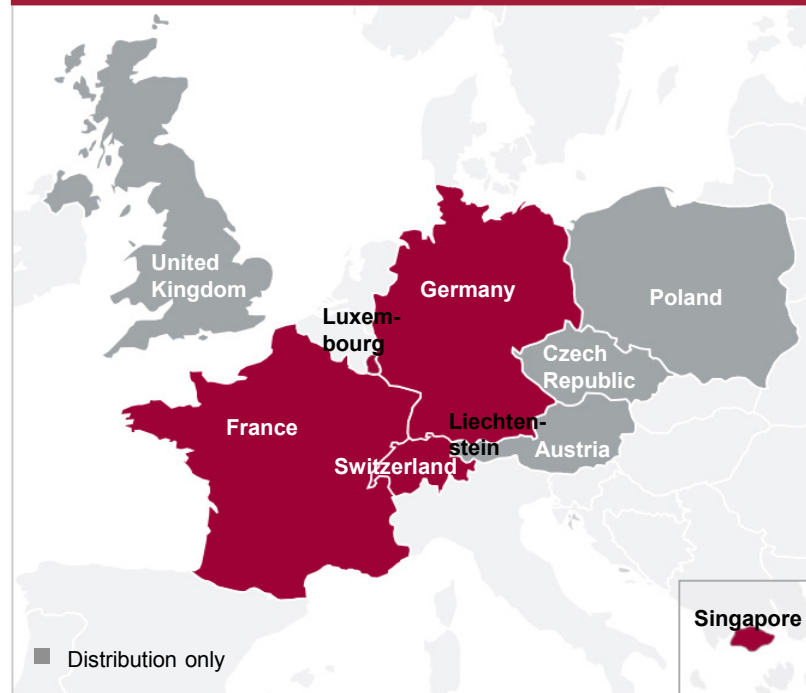 United
Kingdom
Germany
Poland
Luxem-
bourg
Czech
Republic
France
Liechten-
stein
Austria
Switzerland
Singapore
Distribution only